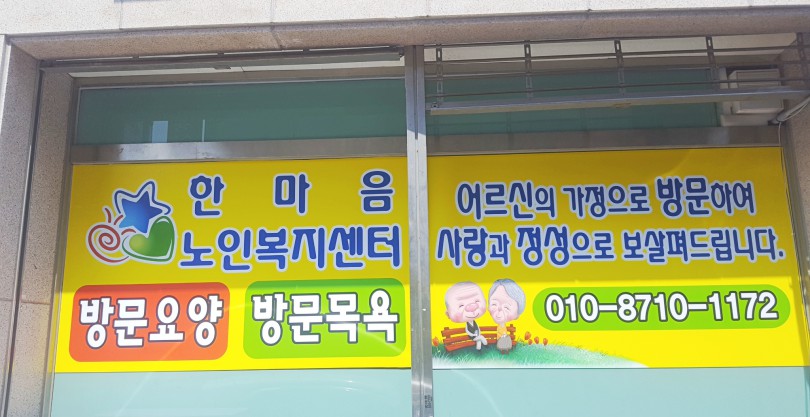 한마음
노인복지센터
방문요양 방문목욕
어르신의 가정으로 방문하여
사랑과 정성으로 보살펴드립니다.
010-8710-1172